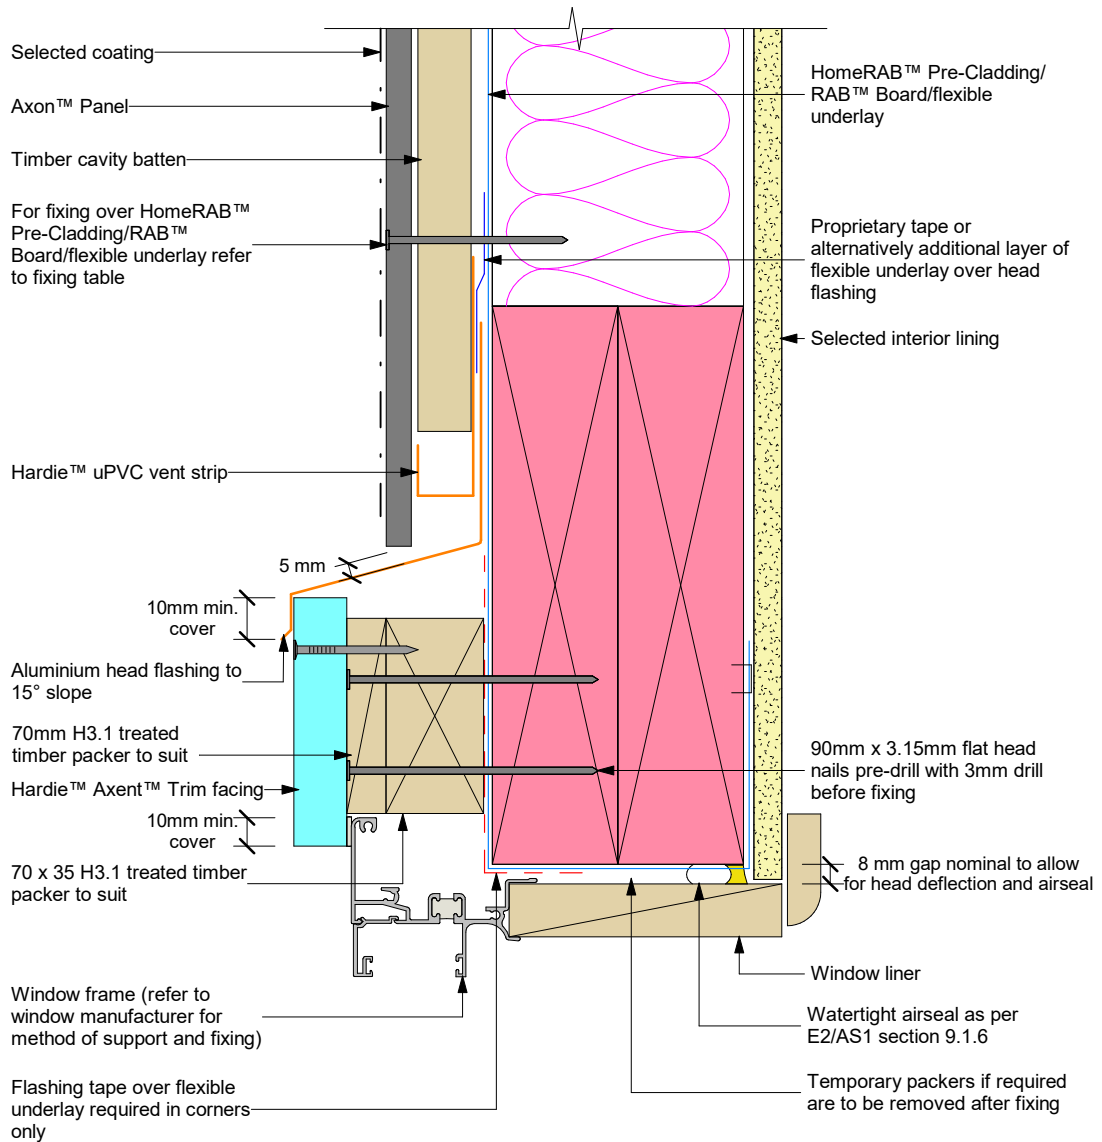 Selected coating
Axon™ Panel
Timber cavity batten
For fixing over HomeRAB™
Pre-Cladding/RAB™
Board/flexible underlay refer
to fixing table
Hardie™ uPVC vent strip
5 mm
10mm min.
cover
Aluminium head flashing to
15° slope
70mm H3.1 treated
timber packer to suit
Hardie™ Axent™ Trim facing
10mm min.
cover
70 x 35 H3.1 treated timber
packer to suit
Window frame (refer to
window manufacturer for
method of support and fixing)
Flashing tape over flexible
underlay required in corners
only
HomeRAB™ Pre-Cladding/
RAB™ Board/flexible
underlay
Proprietary tape or
alternatively additional layer of
flexible underlay over head
flashing
Selected interior lining
90mm x 3.15mm flat head
nails pre-drill with 3mm drill
before fixing
8 mm gap nominal to allow
for head deflection and airseal
Window liner
Watertight airseal as per
E2/AS1 section 9.1.6
Temporary packers if required
are to be removed after fixing